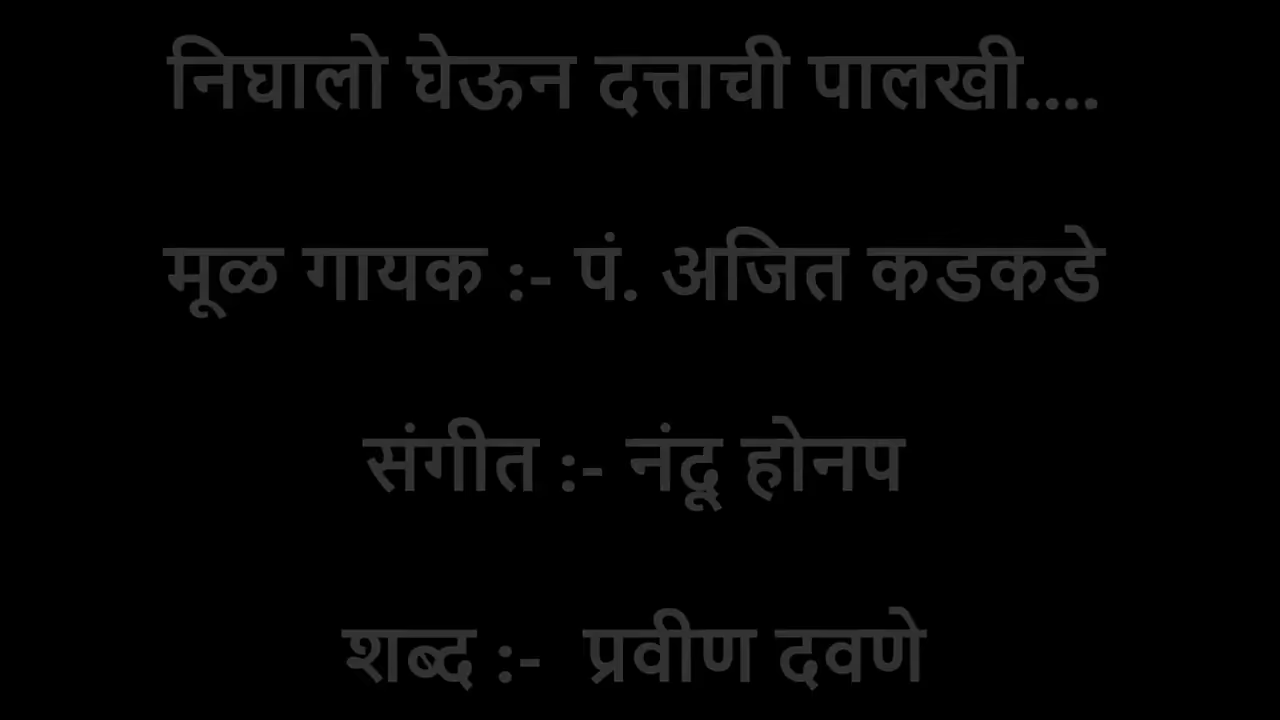 निघालो घेऊन दत्ताची पालखी....
मूळ गायक :- पं. अजित कडकडे
संगीत :- नंदू होनप
शब्द :- प्रवीण दवणे